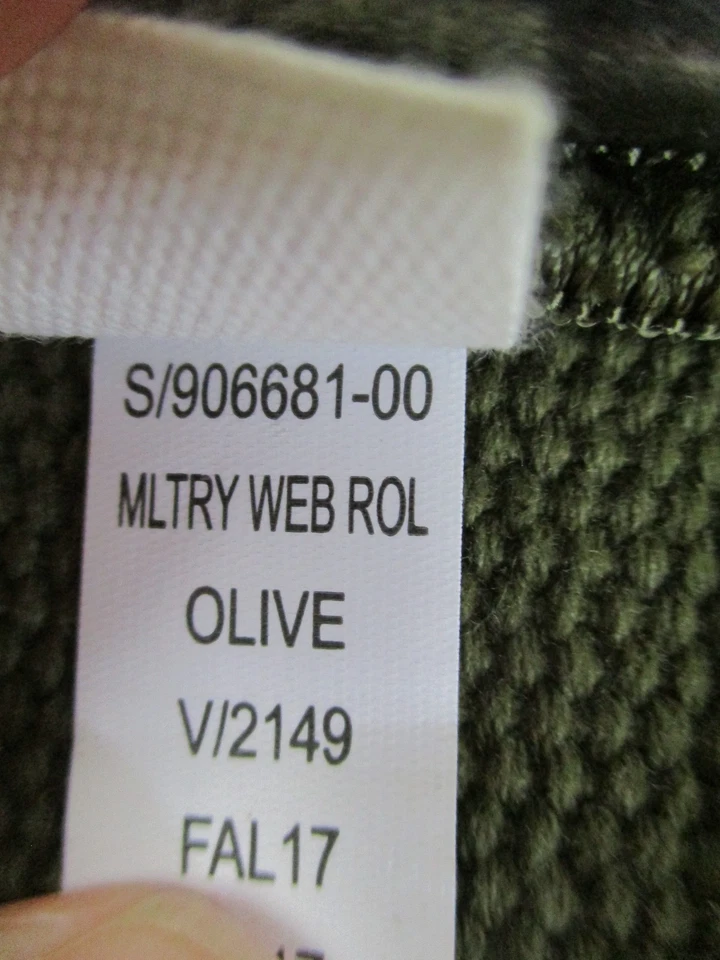 S/906681-00
MLTRY WEB ROL
OLIVE
V/2149
FAL17